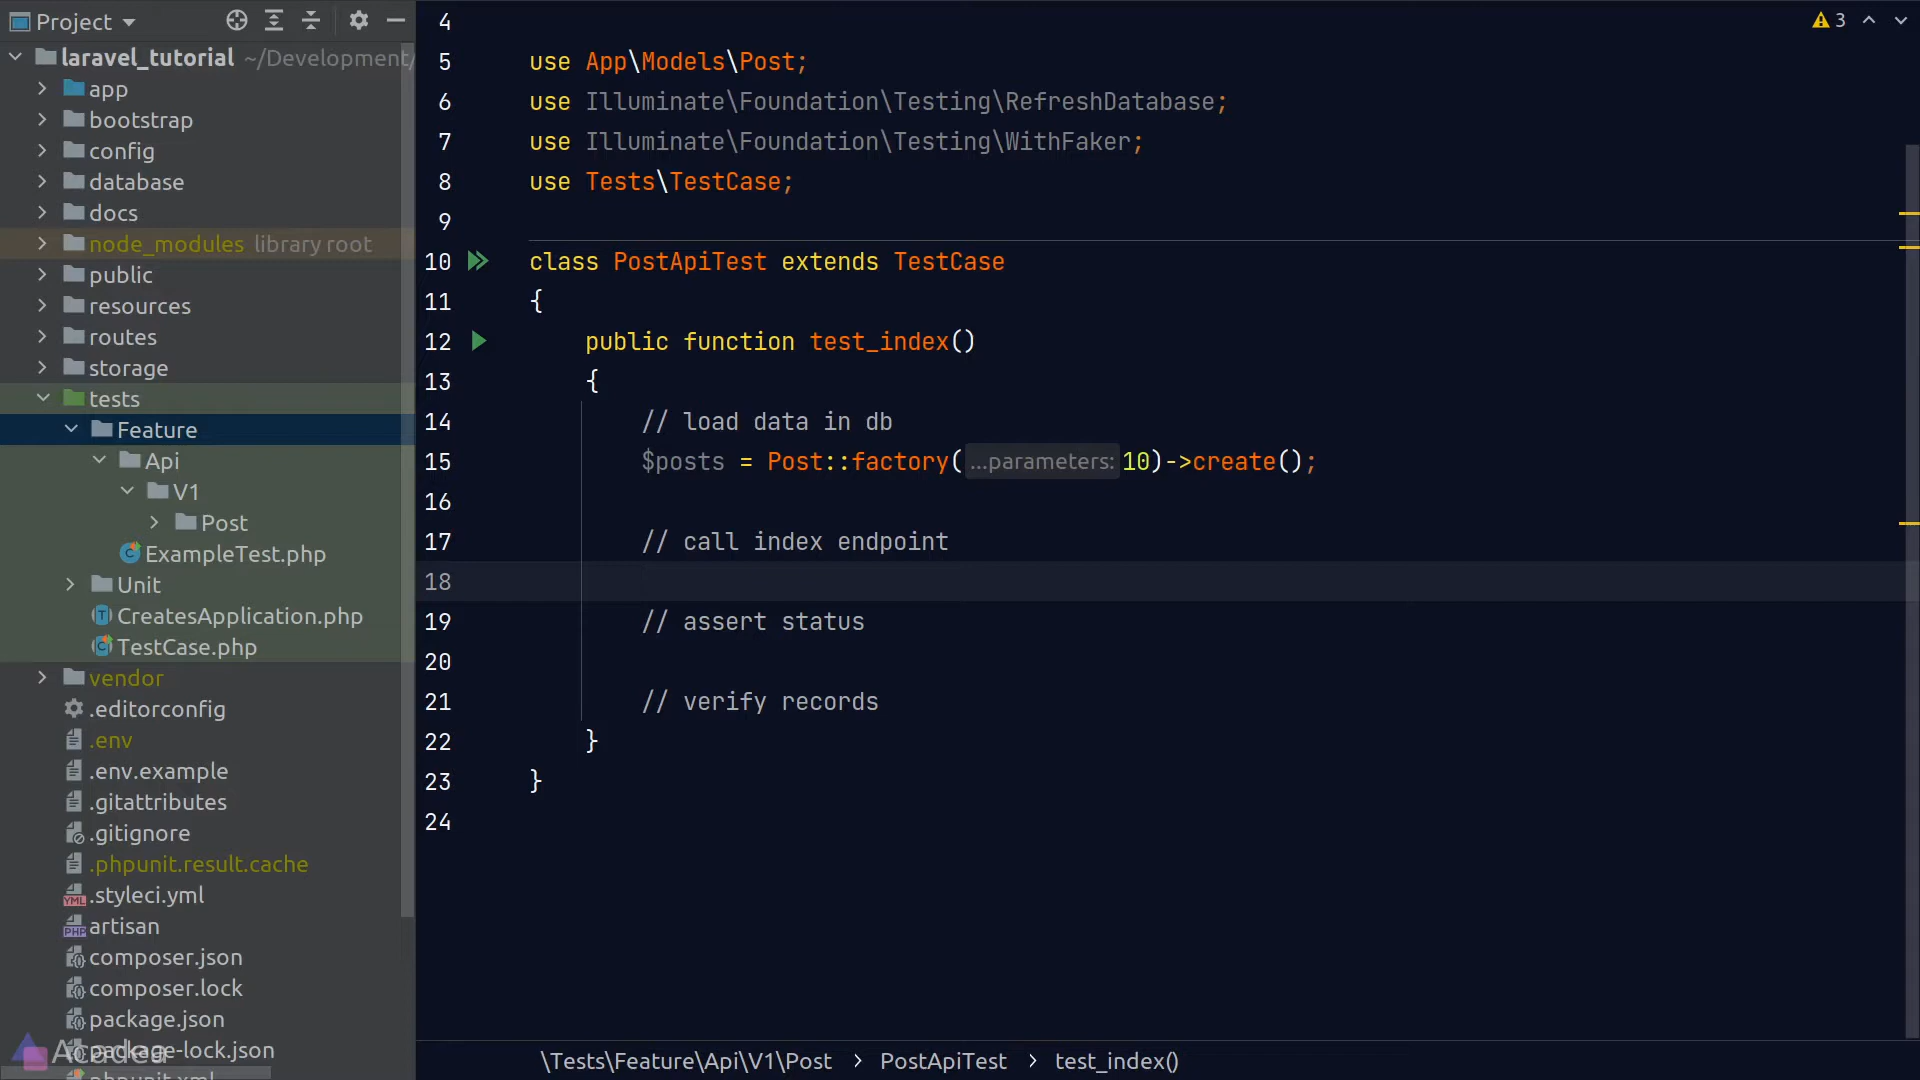 Project
laravel_tutorial ~/Development/
app
bootstrap
config
database
docs
node_modules library root
public
resources
routes
storage
tests
Feature
Api
V1
Post
ExampleTest.php
Unit
CreatesApplication.php
TestCase.php
vendor
.editorconfig
.env
.env.example
.gitattributes
.gitignore
.phpunit.result.cache
.styleci.yml
artisan
composer.json
composer.lock
package.json
package-lock.json
phpunit.xml
Acadea
3
4
5 use App\Models\Post;
6 use Illuminate\Foundation\Testing\RefreshDatabase;
7 use Illuminate\Foundation\Testing\WithFaker;
8 use Tests\TestCase;
9
10 class PostApiTest extends TestCase
11 {
12 public function test_index()
13 {
14 // load data in db
15 $posts = Post::factory(...parameters: 10)->create();
16
17 // call index endpoint
18
19 // assert status
20
21 // verify records
22 }
23 }
24
\Tests\Feature\Api\V1\Post > PostApiTest > test_index()